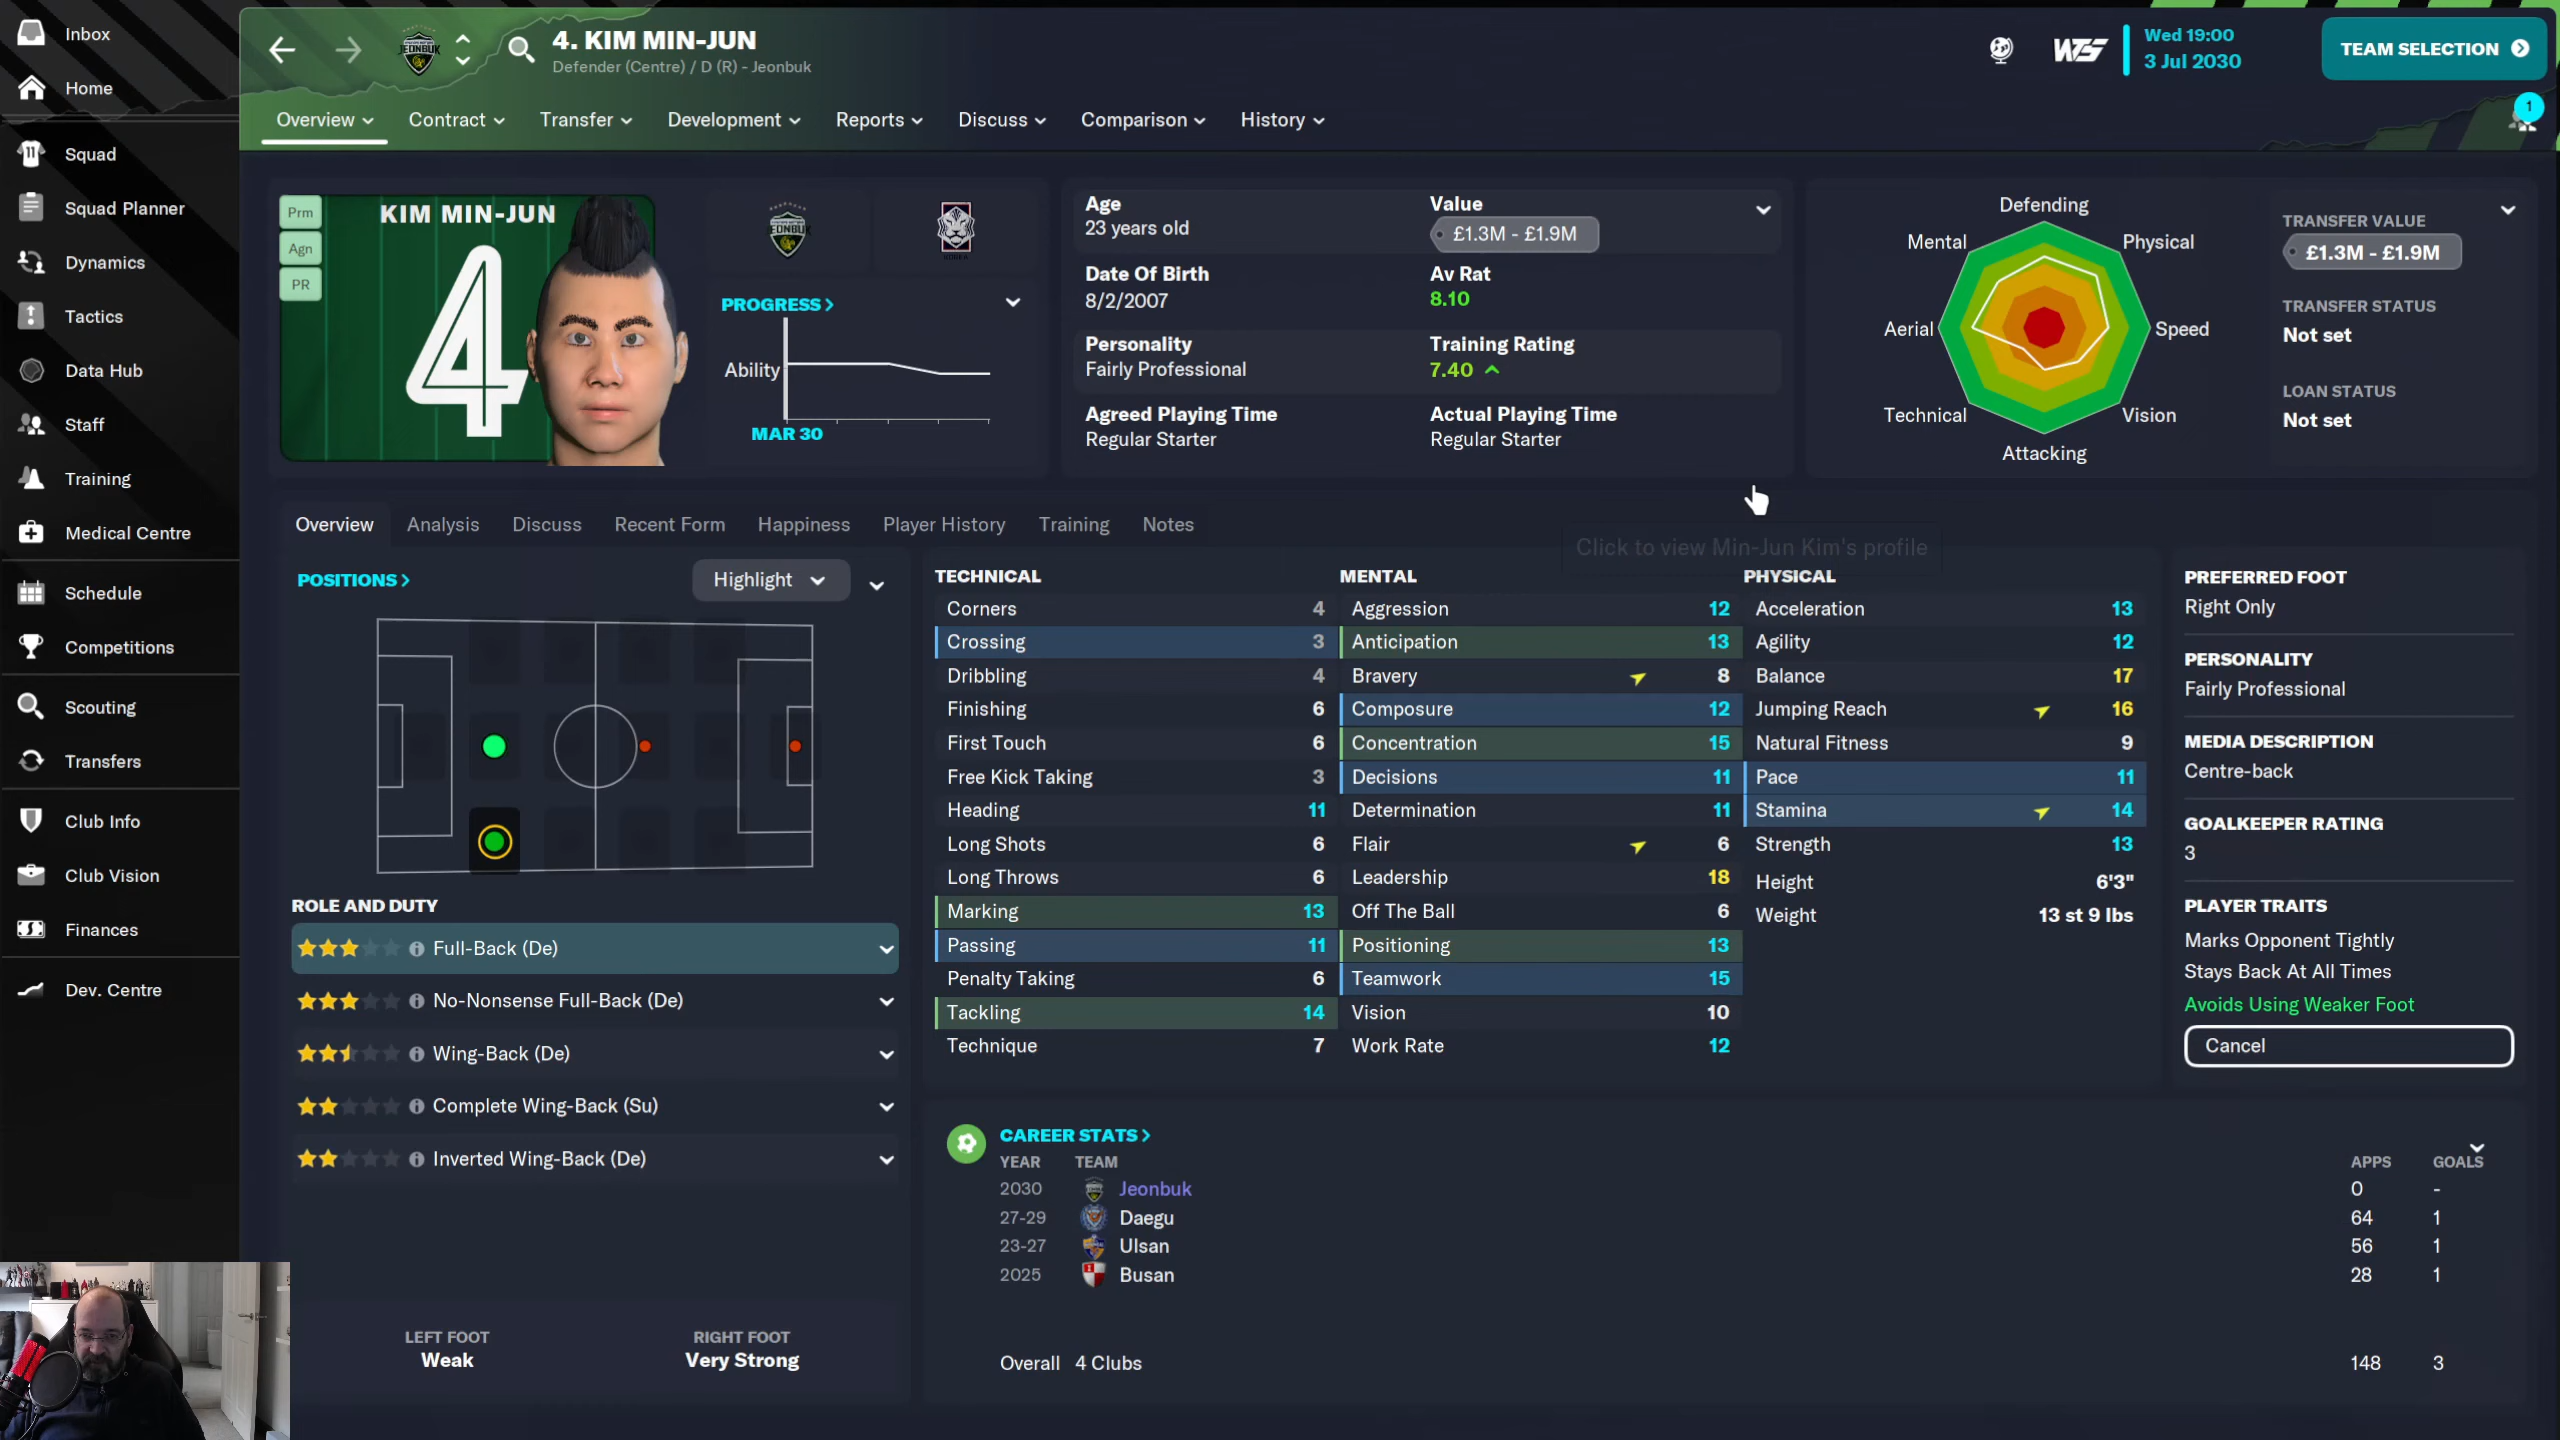 Inbox
Home
Squad
Squad Planner
Dynamics
Tactics
Data Hub
Staff
Training
Medical Centre
Schedule
Competitions
Scouting
Transfers
Club Info
Club Vision
Finances
Dev. Centre
4. KIM MIN-JUN
Defender (Centre) / D (R) - Jeonbuk
Wed 19:00
3 Jul 2030
TEAM SELECTION
1
Overview Contract Transfer Development Reports Discuss Comparison History
Prm
Agn
PR
KIM MIN-JUN
4
PROGRESS
Ability
MAR 30
Age
23 years old
Value
£1.3M - £1.9M
Date Of Birth
8/2/2007
Av Rat
8.10
Personality
Fairly Professional
Training Rating
7.40
Agreed Playing Time
Regular Starter
Actual Playing Time
Regular Starter
Defending
Mental
Physical
Aerial
Speed
Technical
Vision
Attacking
TRANSFER VALUE
£1.3M - £1.9M
TRANSFER STATUS
Not set
LOAN STATUS
Not set
Overview Analysis Discuss Recent Form Happiness Player History Training Notes
Click to view Min-Jun Kim's profile
POSITIONS
Highlight
ROLE AND DUTY
Full-Back (De)
No-Nonsense Full-Back (De)
Wing-Back (De)
Complete Wing-Back (Su)
Inverted Wing-Back (De)
LEFT FOOT
Weak
RIGHT FOOT
Very Strong
TECHNICAL
Corners 4
Crossing 3
Dribbling 4
Finishing 6
First Touch 6
Free Kick Taking 3
Heading 11
Long Shots 6
Long Throws 6
Marking 13
Passing 11
Penalty Taking 6
Tackling 14
Technique 7
MENTAL
Aggression 12
Anticipation 13
Bravery 8
Composure 12
Concentration 15
Decisions 11
Determination 11
Flair 6
Leadership 18
Off The Ball 6
Positioning 13
Teamwork 15
Vision 10
Work Rate 12
PHYSICAL
Acceleration 13
Agility 12
Balance 17
Jumping Reach 16
Natural Fitness 9
Pace 11
Stamina 14
Strength 13
Height 6'3"
Weight 13 st 9 lbs
PREFERRED FOOT
Right Only
PERSONALITY
Fairly Professional
MEDIA DESCRIPTION
Centre-back
GOALKEEPER RATING
3
PLAYER TRAITS
Marks Opponent Tightly
Stays Back At All Times
Avoids Using Weaker Foot
Cancel
CAREER STATS
YEAR TEAM APPS GOALS
2030 Jeonbuk 0 -
27-29 Daegu 64 1
23-27 Ulsan 56 1
2025 Busan 28 1
Overall 4 Clubs 148 3